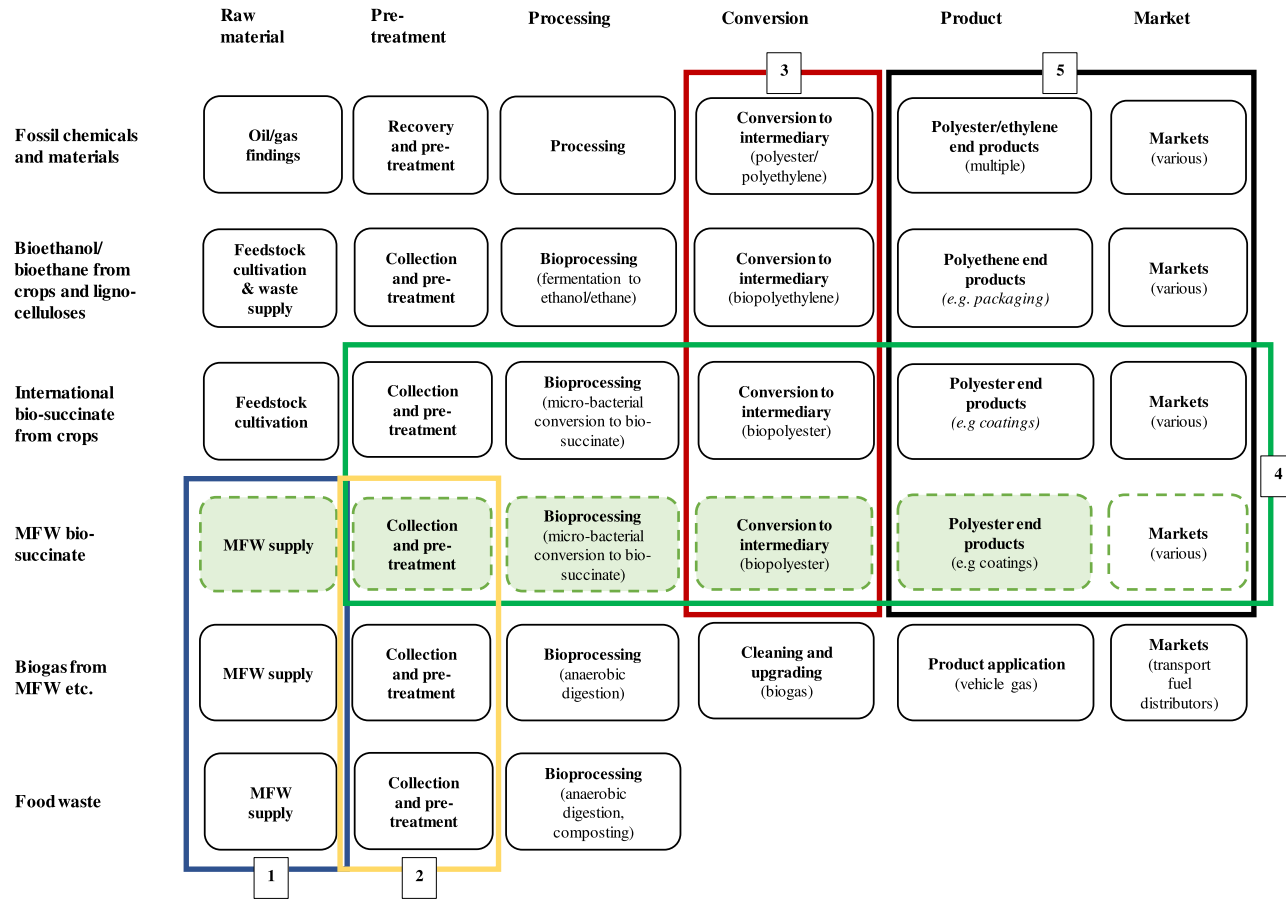 Raw
material
Pre-
treatment
Processing
Conversion
Product
Market
3
5
Fossil chemicals
and materials
Oil/gas
findings
Recovery
and pre-
treatment
Processing
Conversion to
intermediary
(polyester/
polyethylene)
Polyester/ethylene
end products
(multiple)
Markets
(various)
Bioethanol/
bioethane from
crops and ligno-
celluloses
Feedstock
cultivation
& waste
supply
Collection
and pre-
treatment
Bioprocessing
(fermentation to
ethanol/ethane)
Conversion to
intermediary
(biopolyethylene)
Polyethene end
products
(e.g. packaging)
Markets
(various)
International
bio-succinate
from crops
Feedstock
cultivation
Collection
and pre-
treatment
Bioprocessing
(micro-bacterial
conversion to bio-
succinate)
Conversion to
intermediary
(biopolyester)
Polyester end
products
(e.g coatings)
Markets
(various)
4
MFW bio-
succinate
MFW supply
Collection
and pre-
treatment
Bioprocessing
(micro-bacterial
conversion to bio-
succinate)
Conversion to
intermediary
(biopolyester)
Polyester end
products
(e.g coatings)
Markets
(various)
Biogas from
MFW etc.
MFW supply
Collection
and pre-
treatment
Bioprocessing
(anaerobic
digestion)
Cleaning and
upgrading
(biogas)
Product application
(vehicle gas)
Markets
(transport
fuel
distributors)
Food waste
MFW
supply
Collection
and pre-
treatment
Bioprocessing
(anaerobic
digestion,
composting)
1
2